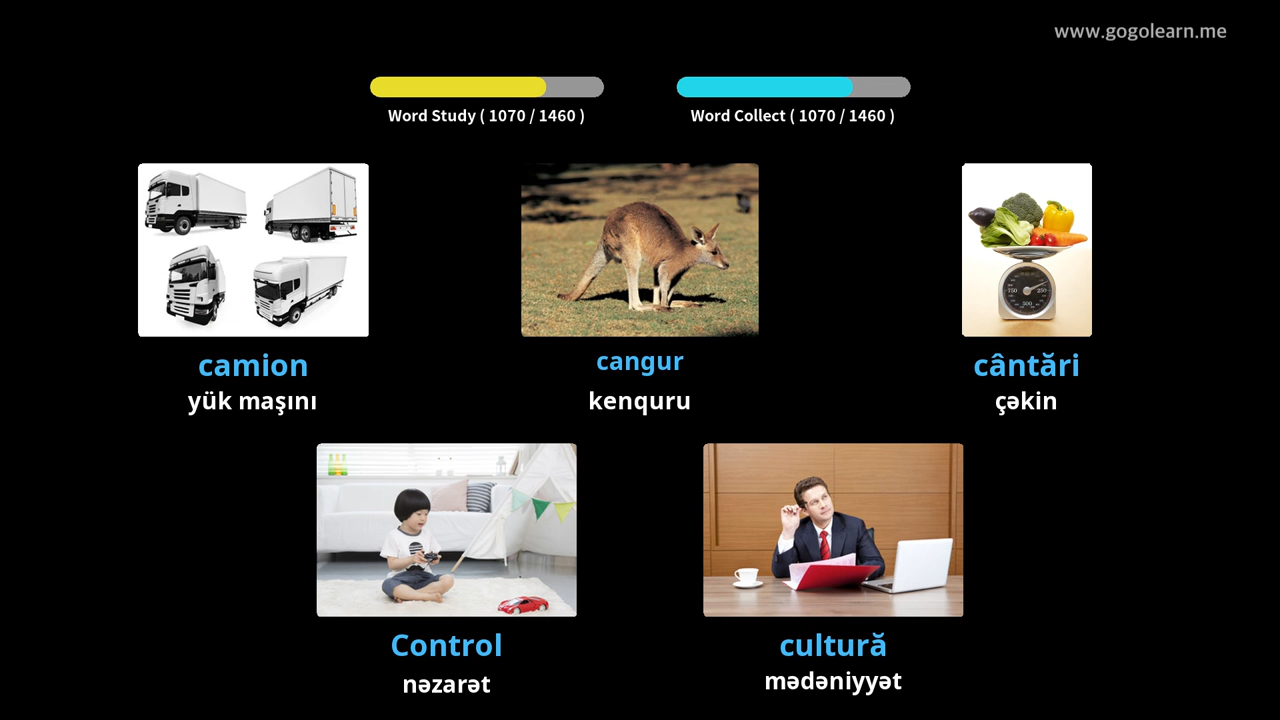 www.gogolearn.me
Word Study ( 1070 / 1460 )
Word Collect ( 1070 / 1460 )
camion
yük maşını
cangur
kenquru
cântări
çəkin
Control
nəzarət
cultură
mədəniyyət